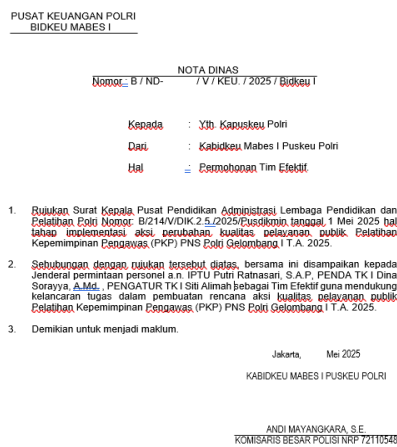 PUSAT KEUANGAN POLRI
BIDKEU MABES I
NOTA DINAS
Nomor : B / ND- / V / KEU. / 2025 / Bidkeu I
Kepada : Yth. Kapuskeu Polri
Dari : Kabidkeu Mabes I Puskeu Polri
Hal : Permohonan Tim Efektif
1. Rujukan Surat Kepala Pusat Pendidikan Administrasi Lembaga Pendidikan dan
Pelatihan Polri Nomor: B/214/V/DIK.2.5./2025/Pusdikmin tanggal 1 Mei 2025 hal
tahap implementasi aksi perubahan kualitas pelayanan publik Pelatihan
Kepemimpinan Pengawas (PKP) PNS Polri Gelombang I T.A. 2025.
2. Sehubungan dengan rujukan tersebut diatas, bersama ini disampaikan kepada
Jenderal permintaan personel a.n. IPTU Putri Ratnasari, S.A.P, PENDA TK I Dina
Sorayya, A.Md. , PENGATUR TK I Siti Alimah sebagai Tim Efektif guna mendukung
kelancaran tugas dalam pembuatan rencana aksi kualitas pelayanan publik
Pelatihan Kepemimpinan Pengawas (PKP) PNS Polri Gelombang I T.A. 2025.
3. Demikian untuk menjadi maklum.
Jakarta, Mei 2025
KABIDKEU MABES I PUSKEU POLRI
ANDI MAYANGKARA, S.E.
KOMISARIS BESAR POLISI NRP 72110548